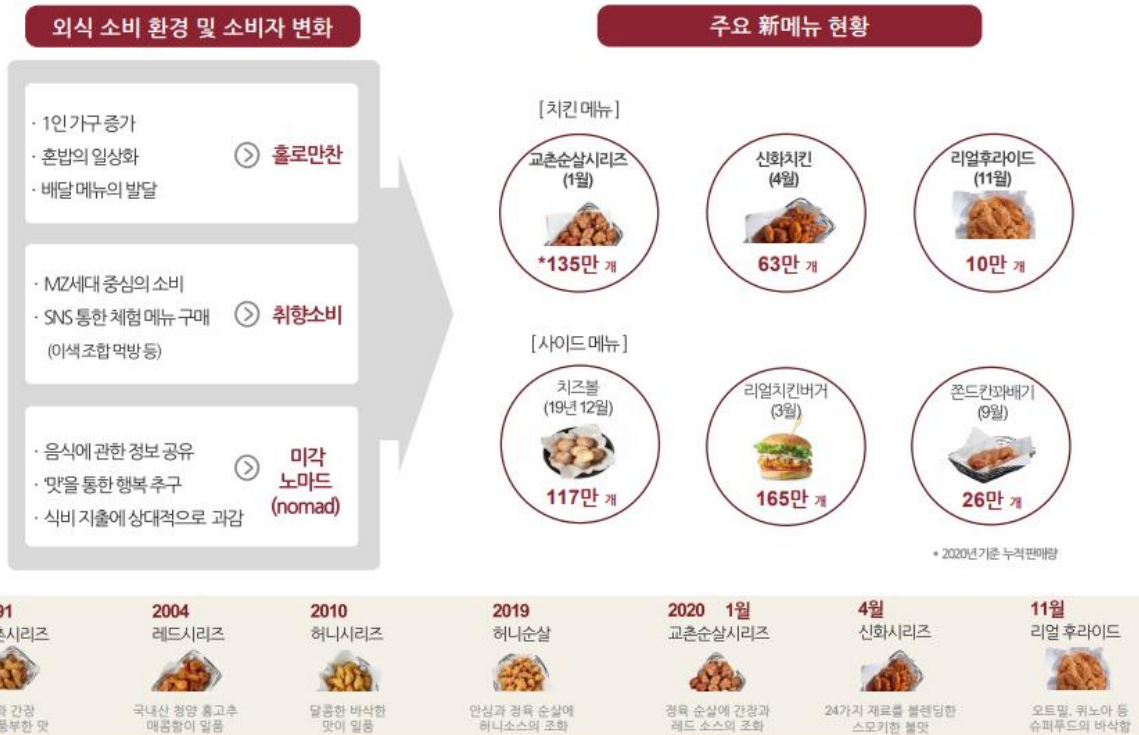 외식 소비 환경 및 소비자 변화
· 1인 가구 증가
· 혼밥의 일상화
· 배달 메뉴의 발달
홀로만찬
· MZ세대 중심의 소비
· SNS 통한 체험 메뉴 구매
(이색 조합 먹방 등)
취향소비
· 음식에 관한 정보 공유
· '맛'을 통한 행복 추구
· 식비 지출에 상대적으로 과감
미각
노마드
(nomad)
주요 新메뉴 현황
[치킨 메뉴]
교촌순살시리즈
(1월)
*135만 개
신화치킨
(4월)
63만 개
리얼후라이드
(11월)
10만 개
[사이드 메뉴]
치즈볼
(19년 12월)
117만 개
리얼치킨버거
(3월)
165만 개
쫀드칸꽈배기
(9월)
26만 개
* 2020년 기준 누적 판매량
91
촌시리즈
간장
풍부한 맛
2004
레드시리즈
국내산 청양 홍고추
매콤함이 일품
2010
허니시리즈
달콤한 바삭한
맛이 일품
2019
허니순살
안심과 정육 순살에
허니소스의 조화
2020 1월
교촌순살시리즈
정육 순살에 간장과
레드 소스의 조화
4월
신화시리즈
24가지 재료를 블렌딩한
스모키한 불맛
11월
리얼 후라이드
오트밀, 퀴노아 등
슈퍼푸드의 바삭함